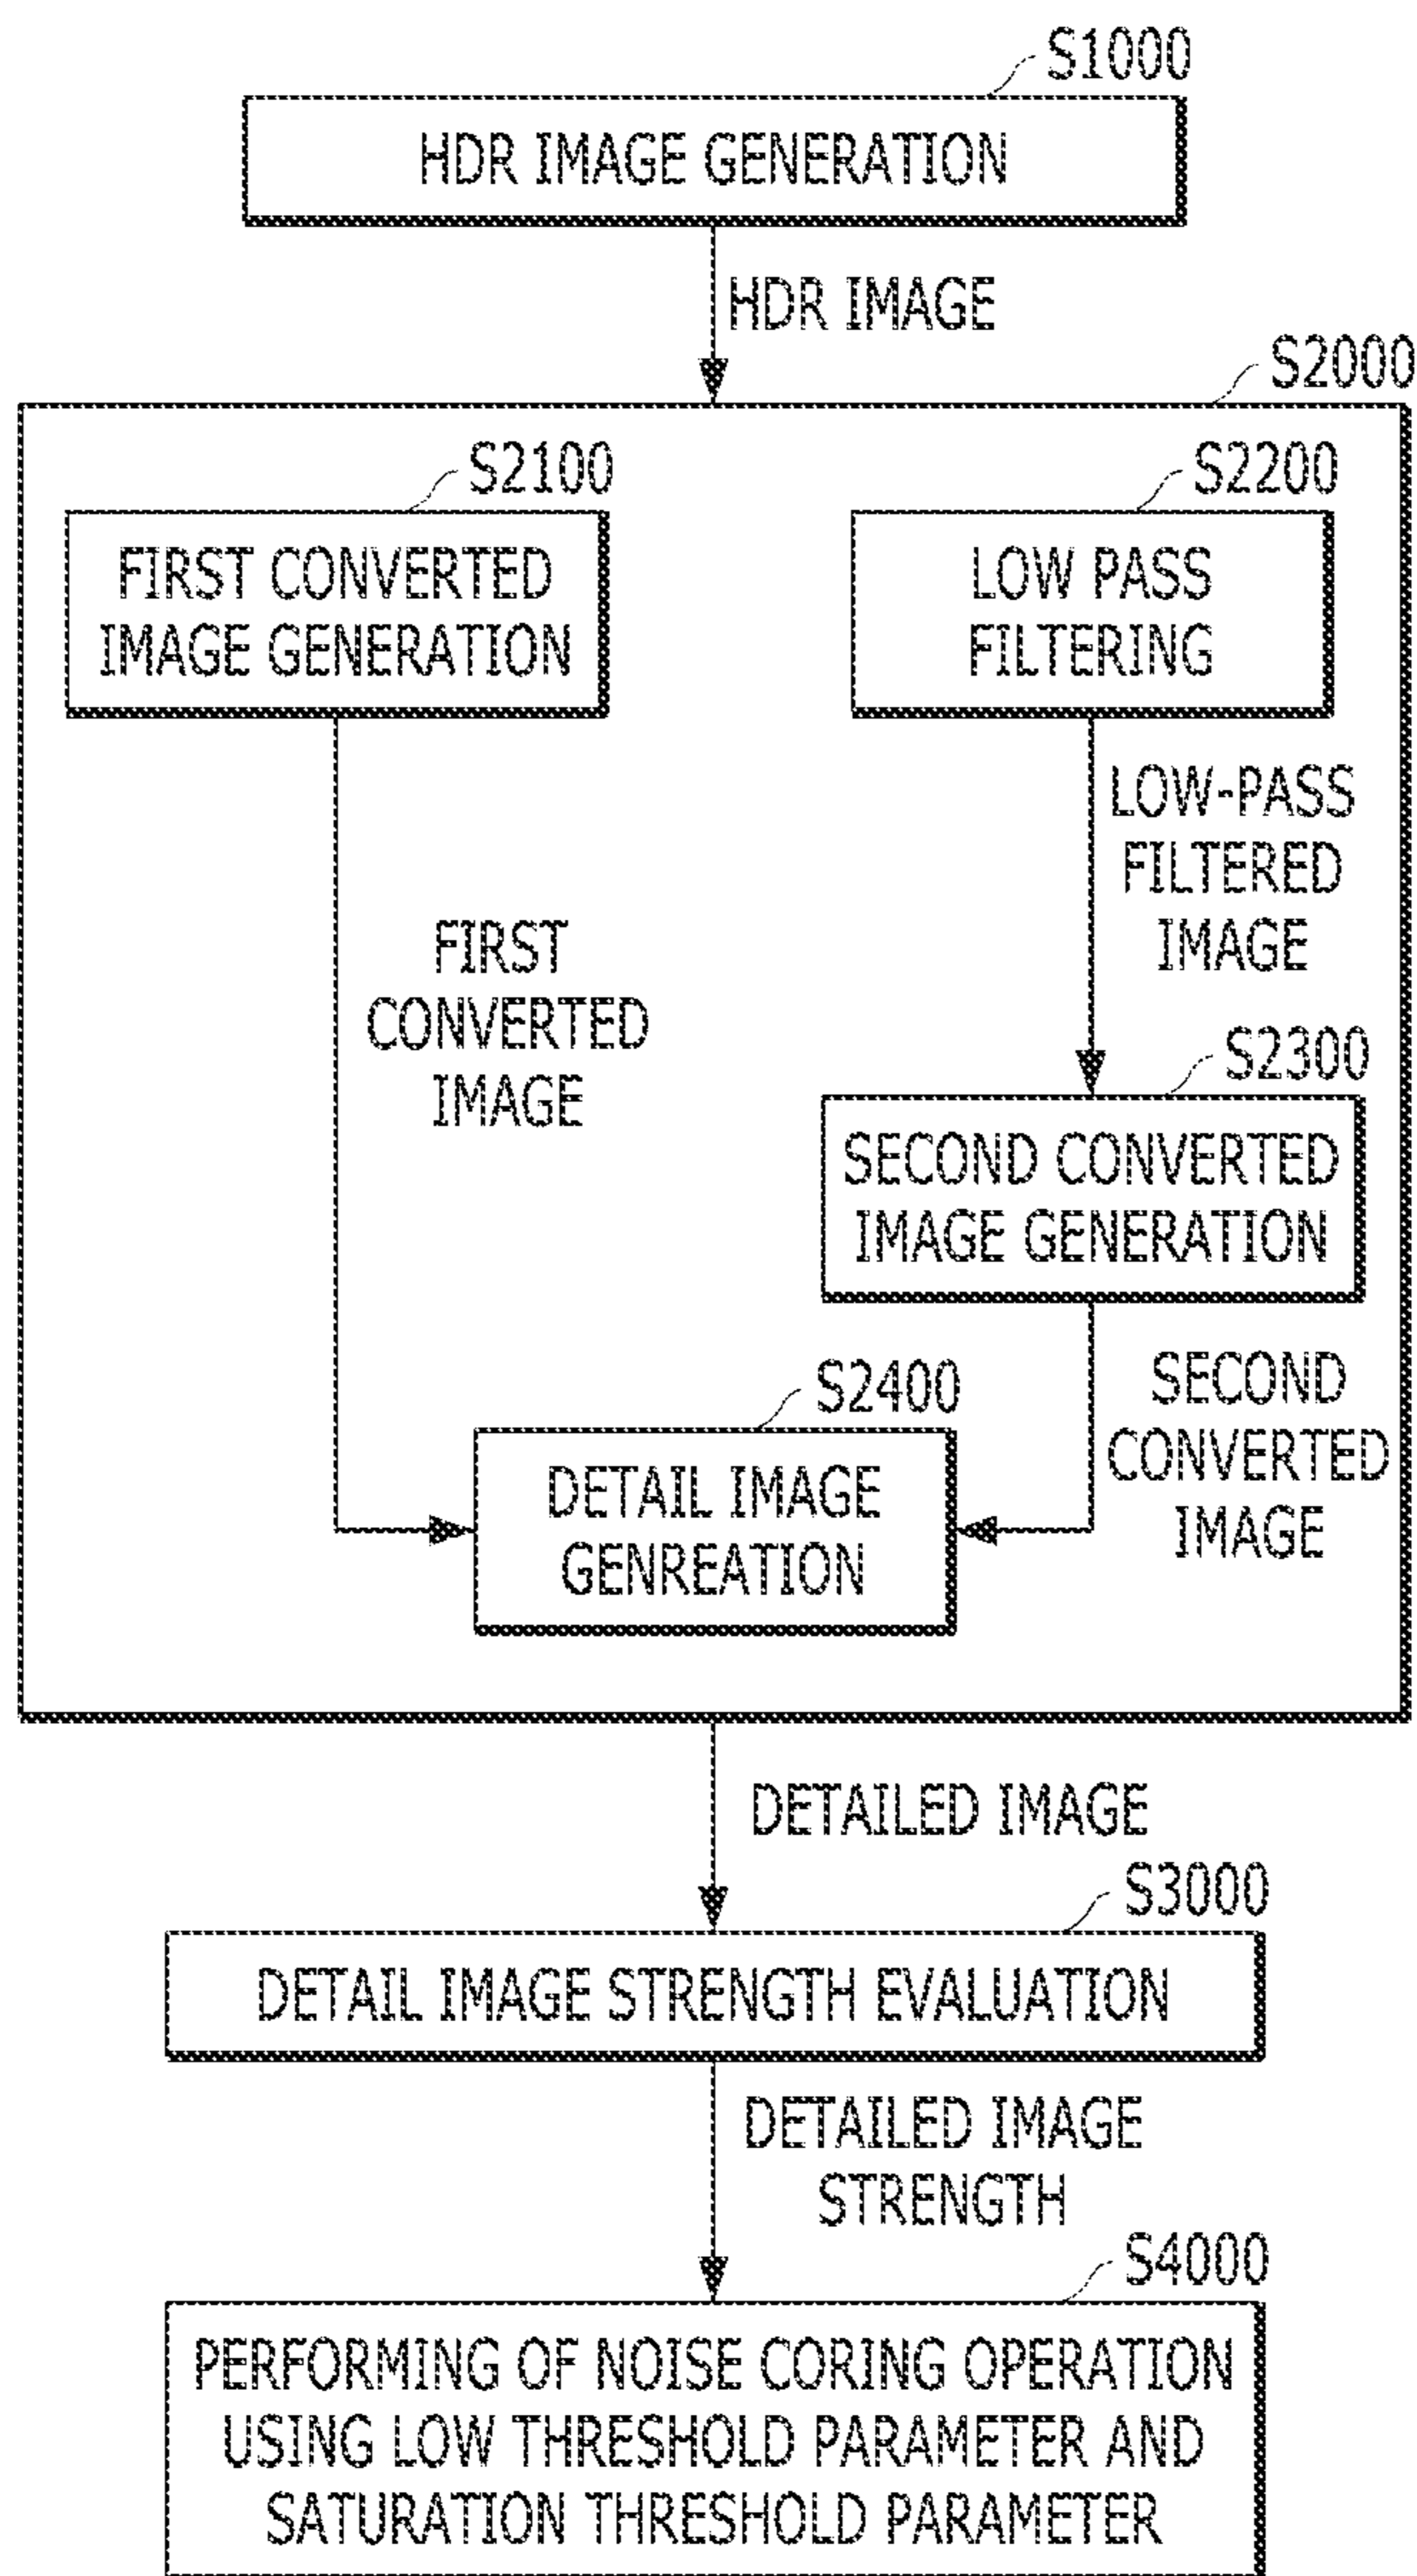 S1000
HDR IMAGE GENERATION
HDR IMAGE
S2000
S2100
FIRST CONVERTED
IMAGE GENERATION
S2200
LOW PASS
FILTERING
LOW-PASS
FILTERED
IMAGE
FIRST
CONVERTED
IMAGE
S2300
SECOND CONVERTED
IMAGE GENERATION
SECOND
CONVERTED
IMAGE
S2400
DETAIL IMAGE
GENREATION
DETAILED IMAGE
S3000
DETAIL IMAGE STRENGTH EVALUATION
DETAILED IMAGE
STRENGTH
S4000
PERFORMING OF NOISE CORING OPERATION
USING LOW THRESHOLD PARAMETER AND
SATURATION THRESHOLD PARAMETER